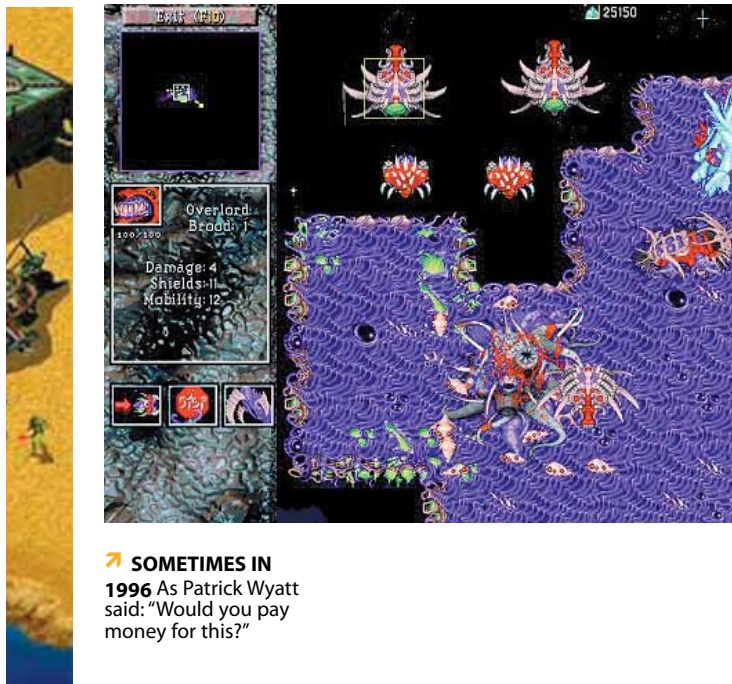 Exit (F10)
25150
Overlord
Brood: 1
100/100
Damage: 4
Shields: 11
Mobility: 12
SOMETIMES IN
1996 As Patrick Wyatt
said: “Would you pay
money for this?”